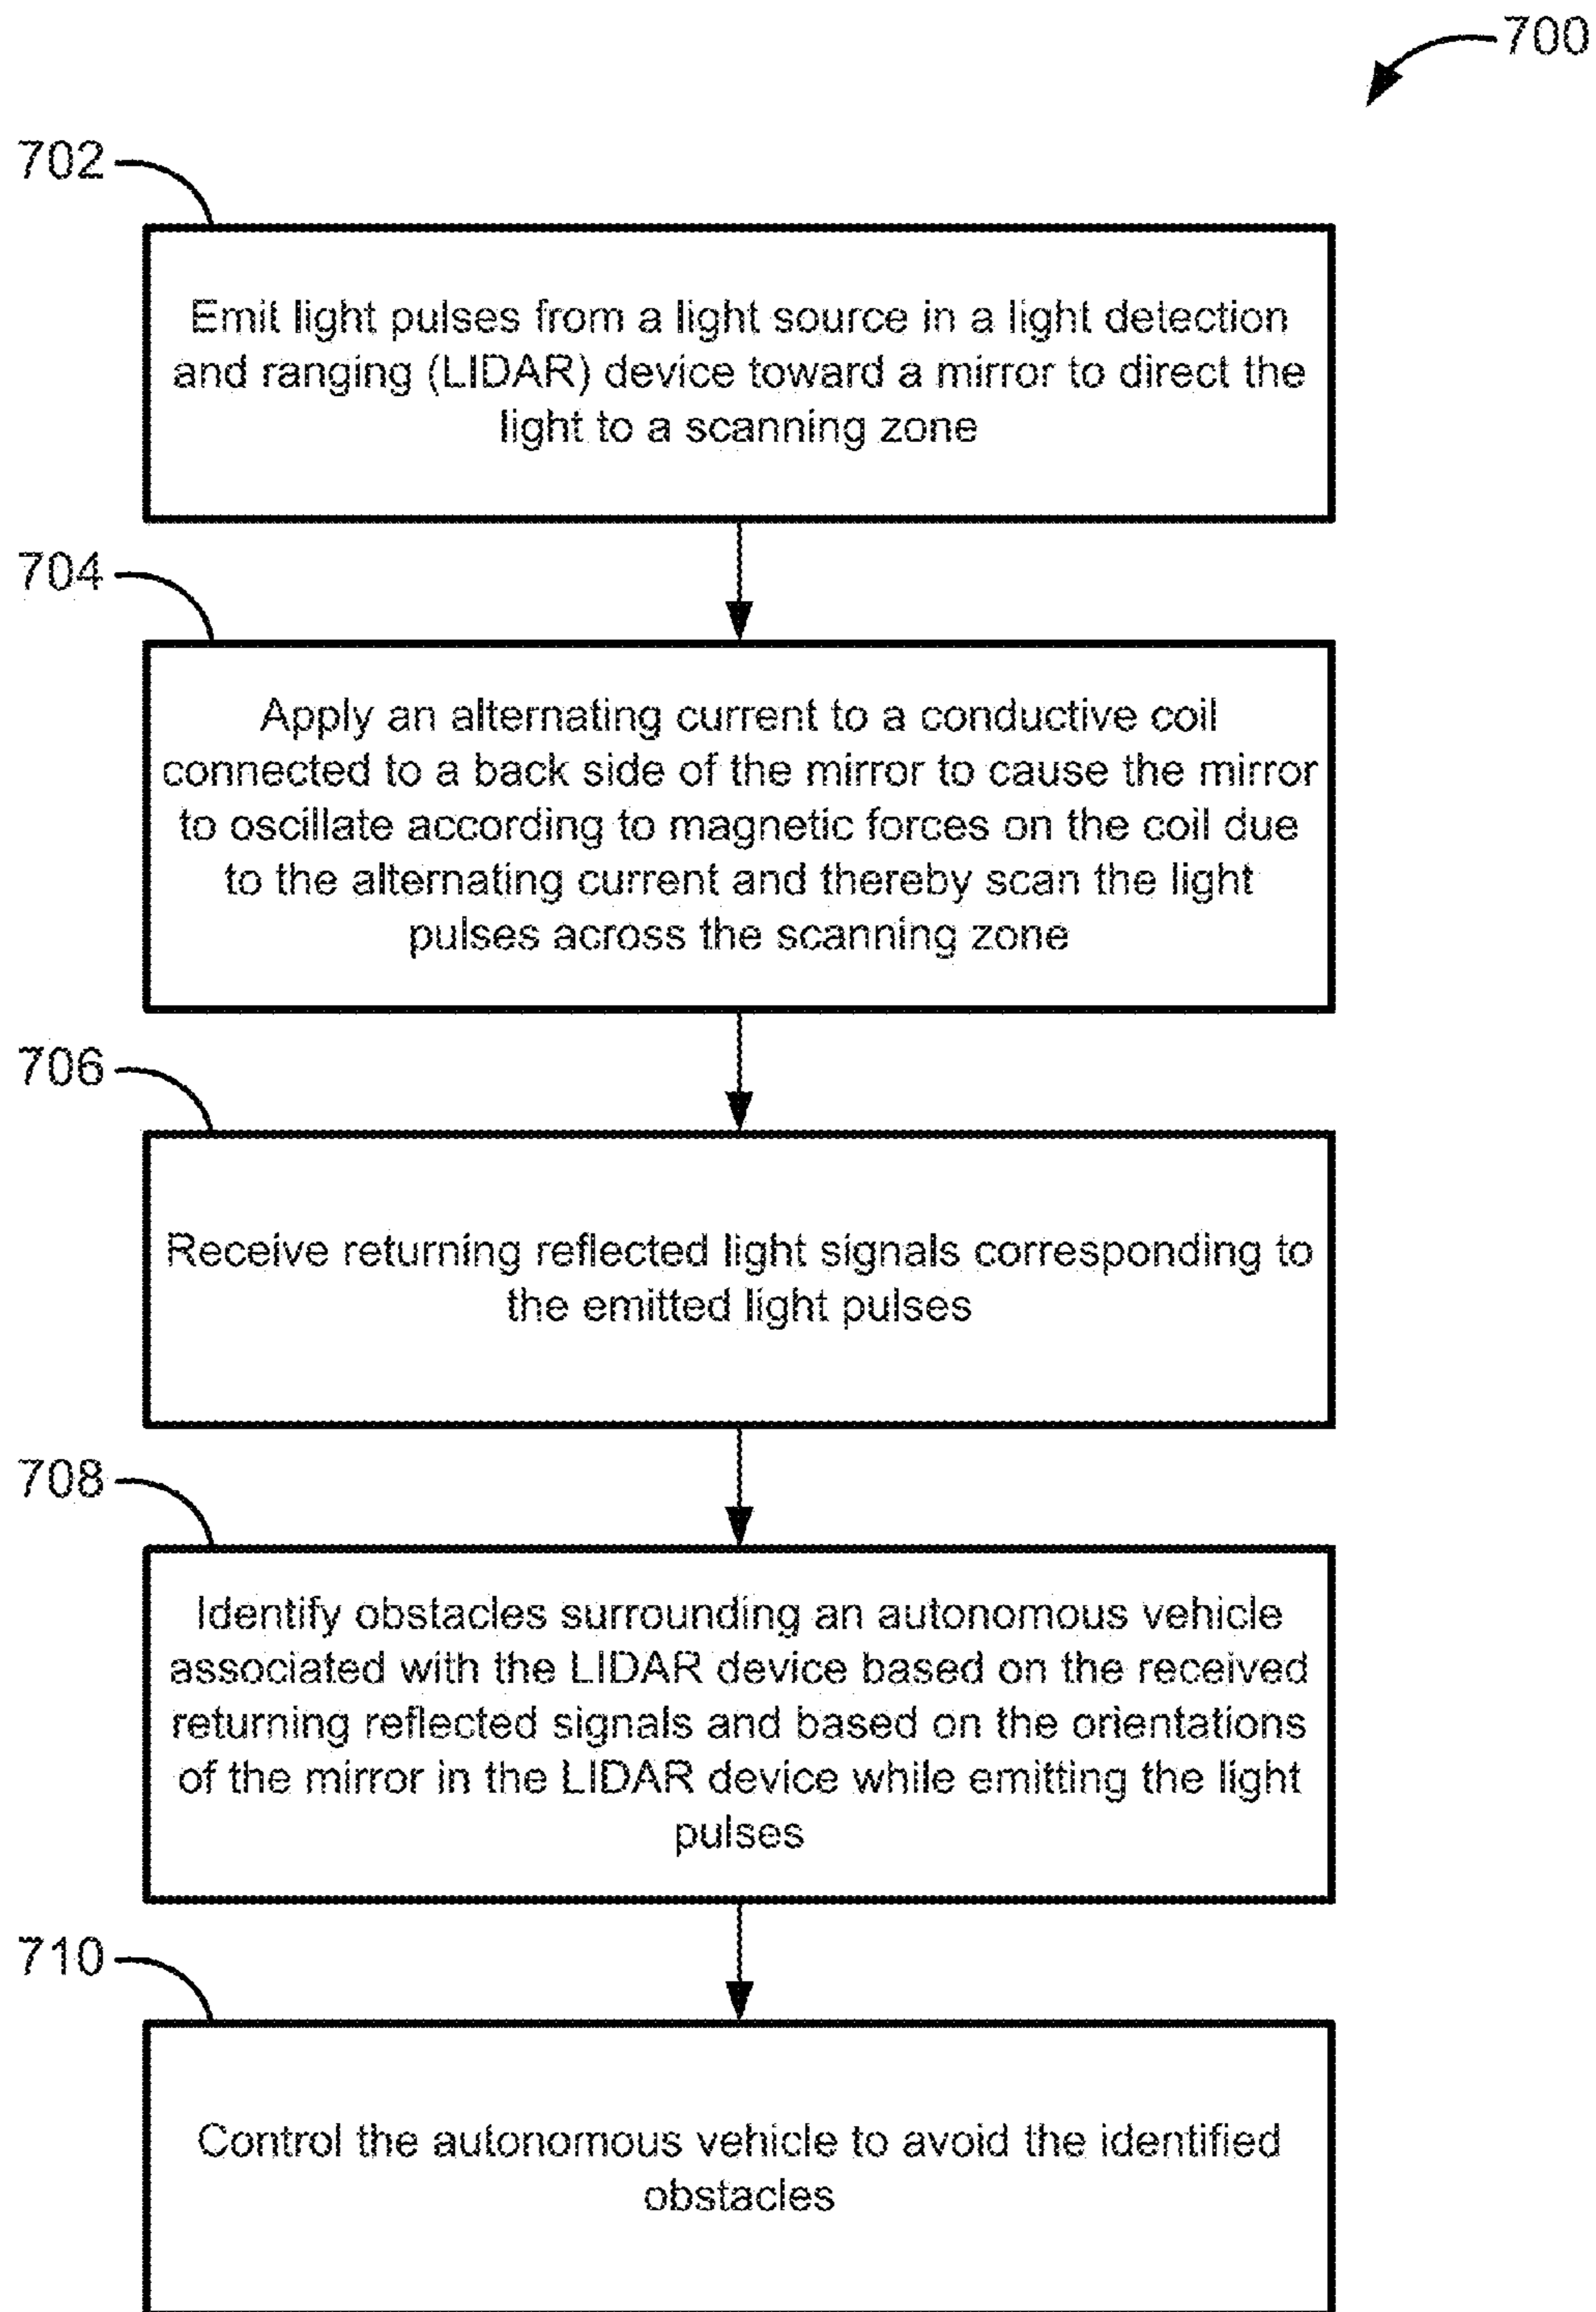 700
702
Emit light pulses from a light source in a light detection
and ranging (LIDAR) device toward a mirror to direct the
light to a scanning zone
704
Apply an alternating current to a conductive coil
connected to a back side of the mirror to cause the mirror
to oscillate according to magnetic forces on the coil due
to the alternating current and thereby scan the light
pulses across the scanning zone
706
Receive returning reflected light signals corresponding to
the emitted light pulses
708
Identify obstacles surrounding an autonomous vehicle
associated with the LIDAR device based on the received
returning reflected signals and based on the orientations
of the mirror in the LIDAR device while emitting the light
pulses
710
Control the autonomous vehicle to avoid the identified
obstacles